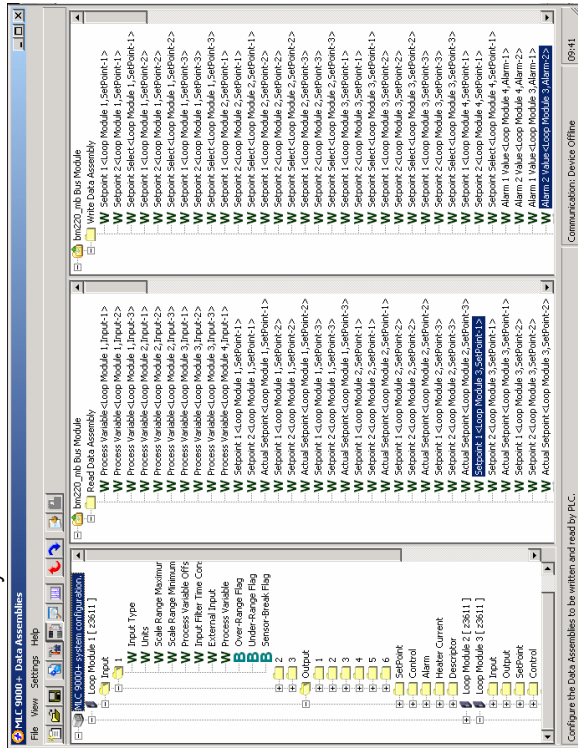 MLC 9000+ Data Assemblies
File View Settings Help
MLC 9000+ system configuration.
Loop Module 1 [ z3611 ]
Input
1
W Input Type
W Units
W Scale Range Maximur
W Scale Range Minimum
W Process Variable Offs
W Input Filter Time Con:
W External Input
W Process Variable
B Over-Range Flag
B Under-Range Flag
B Sensor-Break Flag
2
3
Output
1
2
3
4
5
6
SetPoint
Control
Alarm
Heater Current
Descriptor
Loop Module 2 [ z3611 ]
Loop Module 3 [ z3611 ]
Input
Output
SetPoint
Control
bm220_mb Bus Module
Read Data Assembly
W Process Variable<Loop Module 1,Input-1>
W Process Variable<Loop Module 1,Input-2>
W Process Variable<Loop Module 1,Input-3>
W Process Variable<Loop Module 2,Input-1>
W Process Variable<Loop Module 2,Input-2>
W Process Variable<Loop Module 2,Input-3>
W Process Variable<Loop Module 3,Input-2>
W Process Variable<Loop Module 3,Input-3>
W Process Variable<Loop Module 4,Input-1>
W Setpoint 1 <Loop Module 1,SetPoint-1>
W Setpoint 2 <Loop Module 1,SetPoint-1>
W Actual Setpoint<Loop Module 1,SetPoint-1>
W Setpoint 1 <Loop Module 1,SetPoint-2>
W Setpoint 2 <Loop Module 1,SetPoint-2>
W Actual Setpoint<Loop Module 1,SetPoint-2>
W Setpoint 1 <Loop Module 1,SetPoint-3>
W Setpoint 2 <Loop Module 1,SetPoint-3>
W Actual Setpoint<Loop Module 1,SetPoint-3>
W Setpoint 1 <Loop Module 2,SetPoint-1>
W Setpoint 2 <Loop Module 2,SetPoint-1>
W Actual Setpoint<Loop Module 2,SetPoint-1>
W Setpoint 1 <Loop Module 2,SetPoint-2>
W Setpoint 2 <Loop Module 2,SetPoint-2>
W Actual Setpoint<Loop Module 2,SetPoint-2>
W Setpoint 1 <Loop Module 2,SetPoint-3>
W Setpoint 2 <Loop Module 2,SetPoint-3>
W Actual Setpoint<Loop Module 2,SetPoint-3>
W Setpoint 1 <Loop Module 3,SetPoint-1>
W Setpoint 2 <Loop Module 3,SetPoint-1>
W Actual Setpoint<Loop Module 3,SetPoint-1>
W Setpoint 1 <Loop Module 3,SetPoint-2>
W Setpoint 2 <Loop Module 3,SetPoint-2>
W Actual Setpoint<Loop Module 3,SetPoint-2>
bm220_mb Bus Module
Write Data Assembly
W Setpoint 1 <Loop Module 1,SetPoint-1>
W Setpoint 2 <Loop Module 1,SetPoint-1>
W Setpoint Select<Loop Module 1,SetPoint-1>
W Setpoint 1 <Loop Module 1,SetPoint-2>
W Setpoint 2 <Loop Module 1,SetPoint-2>
W Setpoint Select<Loop Module 1,SetPoint-2>
W Setpoint 1 <Loop Module 1,SetPoint-3>
W Setpoint 2 <Loop Module 1,SetPoint-3>
W Setpoint Select<Loop Module 1,SetPoint-3>
W Setpoint 1 <Loop Module 2,SetPoint-1>
W Setpoint 2 <Loop Module 2,SetPoint-1>
W Setpoint Select<Loop Module 2,SetPoint-1>
W Setpoint 1 <Loop Module 2,SetPoint-2>
W Setpoint 2 <Loop Module 2,SetPoint-2>
W Setpoint Select<Loop Module 2,SetPoint-2>
W Setpoint 1 <Loop Module 2,SetPoint-3>
W Setpoint 2 <Loop Module 2,SetPoint-3>
W Setpoint Select<Loop Module 2,SetPoint-3>
W Setpoint 1 <Loop Module 3,SetPoint-1>
W Setpoint 2 <Loop Module 3,SetPoint-1>
W Setpoint Select<Loop Module 3,SetPoint-1>
W Setpoint 1 <Loop Module 3,SetPoint-2>
W Setpoint 2 <Loop Module 3,SetPoint-2>
W Setpoint Select<Loop Module 3,SetPoint-2>
W Setpoint 1 <Loop Module 3,SetPoint-3>
W Setpoint 2 <Loop Module 3,SetPoint-3>
W Setpoint Select<Loop Module 3,SetPoint-3>
W Setpoint 1 <Loop Module 4,SetPoint-1>
W Setpoint 2 <Loop Module 4,SetPoint-1>
W Setpoint Select<Loop Module 4,SetPoint-1>
W Alarm 1 Value<Loop Module 4,Alarm-1>
W Alarm 2 Value<Loop Module 4,Alarm-2>
W Alarm 1 Value<Loop Module 3,Alarm-1>
W Alarm 2 Value<Loop Module 3,Alarm-2>
Configure the Data Assemblies to be written and read by PLC.
Communication: Device Offline
09:41